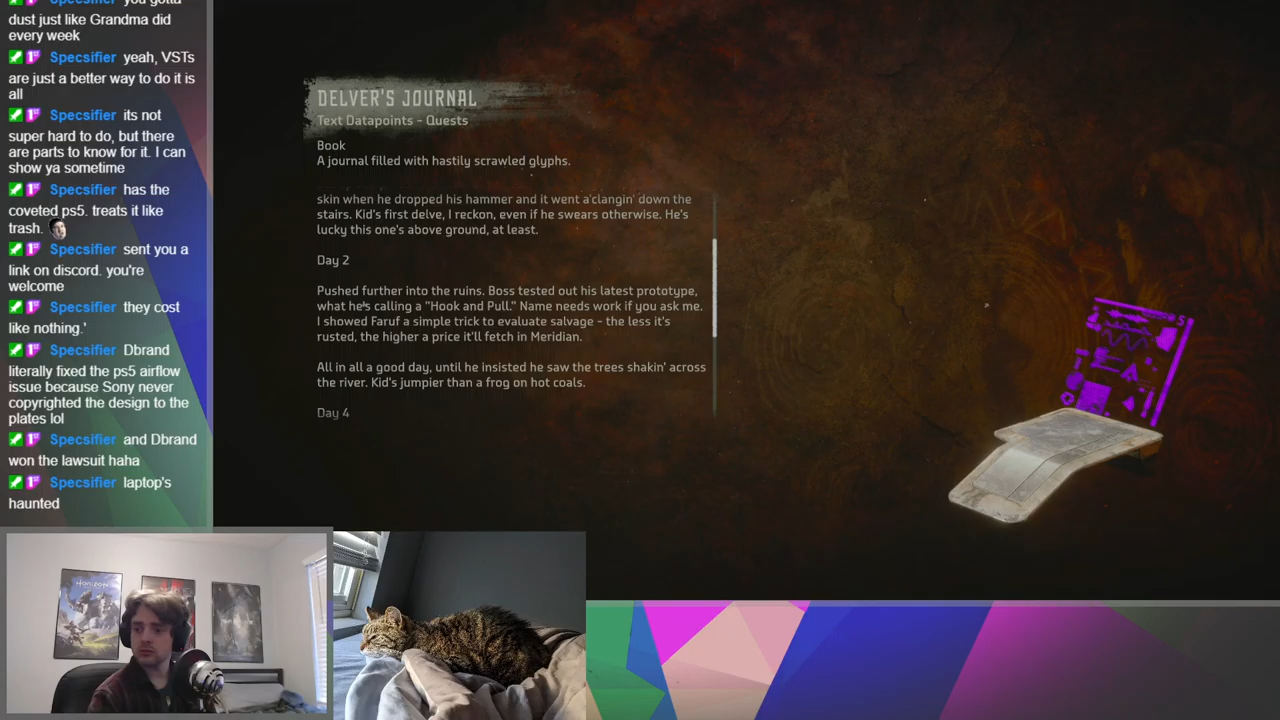 dust just like Grandma did
every week
Specsifier yeah, VSTs
are just a better way to do it is
all
Specsifier its not
super hard to do, but there
are parts to know for it. I can
show ya sometime
Specsifier has the
coveted ps5. treats it like
trash.
Specsifier sent you a
link on discord. you're
welcome
Specsifier they cost
like nothing.'
Specsifier Dbrand
literally fixed the ps5 airflow
issue because Sony never
copyrighted the design to the
plates lol
Specsifier and Dbrand
won the lawsuit haha
Specsifier laptop's
haunted
DELVER'S JOURNAL
Text Datapoints - Quests
Book
A journal filled with hastily scrawled glyphs.
skin when he dropped his hammer and it went a'clangin' down the
stairs. Kid's first delve, I reckon, even if he swears otherwise. He's
lucky this one's above ground, at least.
Day 2
Pushed further into the ruins. Boss tested out his latest prototype,
what he's calling a "Hook and Pull." Name needs work if you ask me.
I showed Faruf a simple trick to evaluate salvage - the less it's
rusted, the higher a price it'll fetch in Meridian.
All in all a good day, until he insisted he saw the trees shakin' across
the river. Kid's jumpier than a frog on hot coals.
Day 4
HORIZON